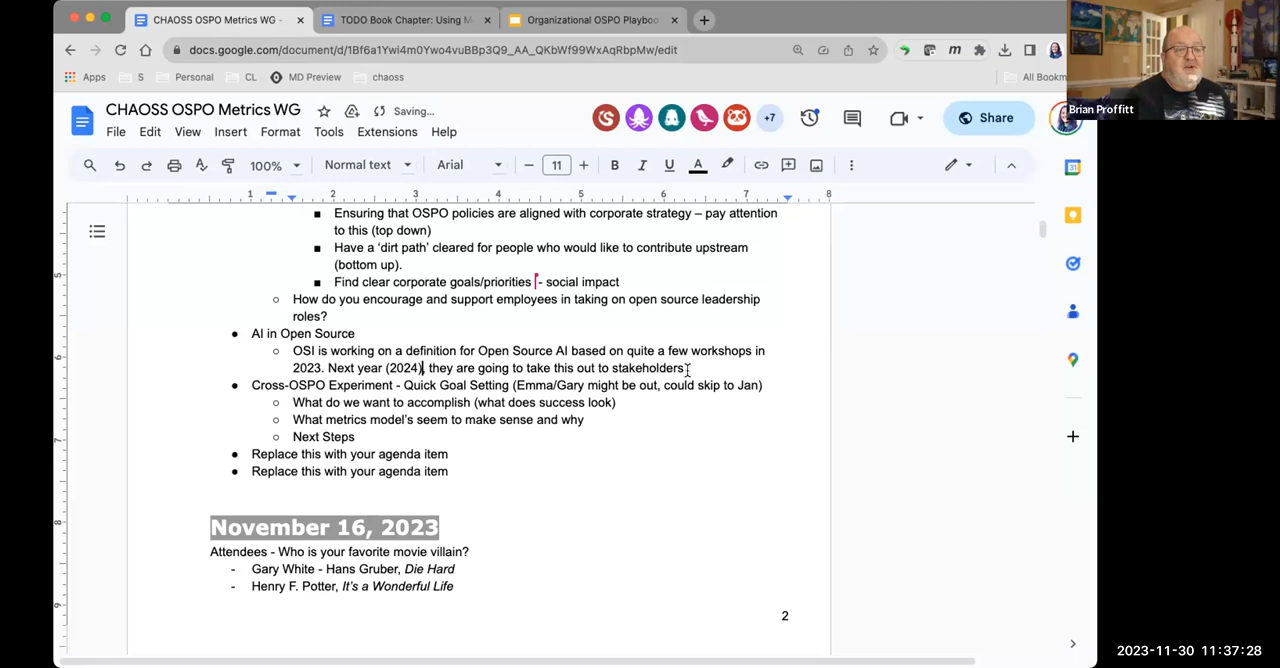 CHAOSS OSPO Metrics WG -
TODO Book Chapter: Using M
Organizational OSPO Playboo
docs.google.com/document/d/1Bf6a1Ywi4m0Ywo4vuBBp3Q9_AA_QKbWf99WxAqRbpMw/edit
Apps
S
Personal
CL
MD Preview
chaoss
All Bookm
Brian Proffitt
CHAOSS OSPO Metrics WG
Saving...
+7
Share
File Edit View Insert Format Tools Extensions Help
100% Normal text Arial 11 B I U A
1 2 3 4 5 6 7 8
Ensuring that OSPO policies are aligned with corporate strategy – pay attention
to this (top down)
Have a ‘dirt path’ cleared for people who would like to contribute upstream
(bottom up).
Find clear corporate goals/priorities - social impact
How do you encourage and support employees in taking on open source leadership
roles?
AI in Open Source
OSI is working on a definition for Open Source AI based on quite a few workshops in
2023. Next year (2024), they are going to take this out to stakeholders
Cross-OSPO Experiment - Quick Goal Setting (Emma/Gary might be out, could skip to Jan)
What do we want to accomplish (what does success look)
What metrics model’s seem to make sense and why
Next Steps
Replace this with your agenda item
Replace this with your agenda item
November 16, 2023
Attendees - Who is your favorite movie villain?
- Gary White - Hans Gruber, Die Hard
- Henry F. Potter, It’s a Wonderful Life
2
2023-11-30 11:37:28